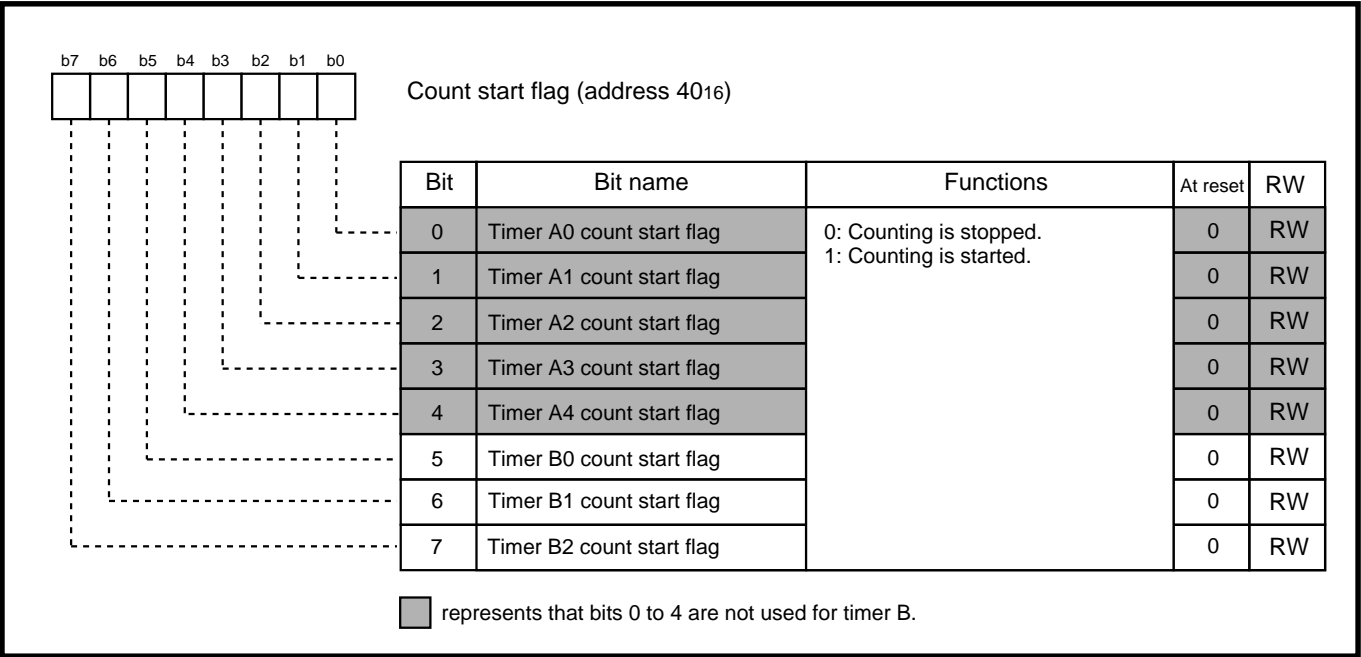 b7 b6 b5 b4 b3 b2 b1 b0
Count start flag (address 4016)
Bit Bit name Functions At reset RW
0 Timer A0 count start flag 0: Counting is stopped. 0 RW
1: Counting is started.
1 Timer A1 count start flag 0 RW
2 Timer A2 count start flag 0 RW
3 Timer A3 count start flag 0 RW
4 Timer A4 count start flag 0 RW
5 Timer B0 count start flag 0 RW
6 Timer B1 count start flag 0 RW
7 Timer B2 count start flag 0 RW
represents that bits 0 to 4 are not used for timer B.